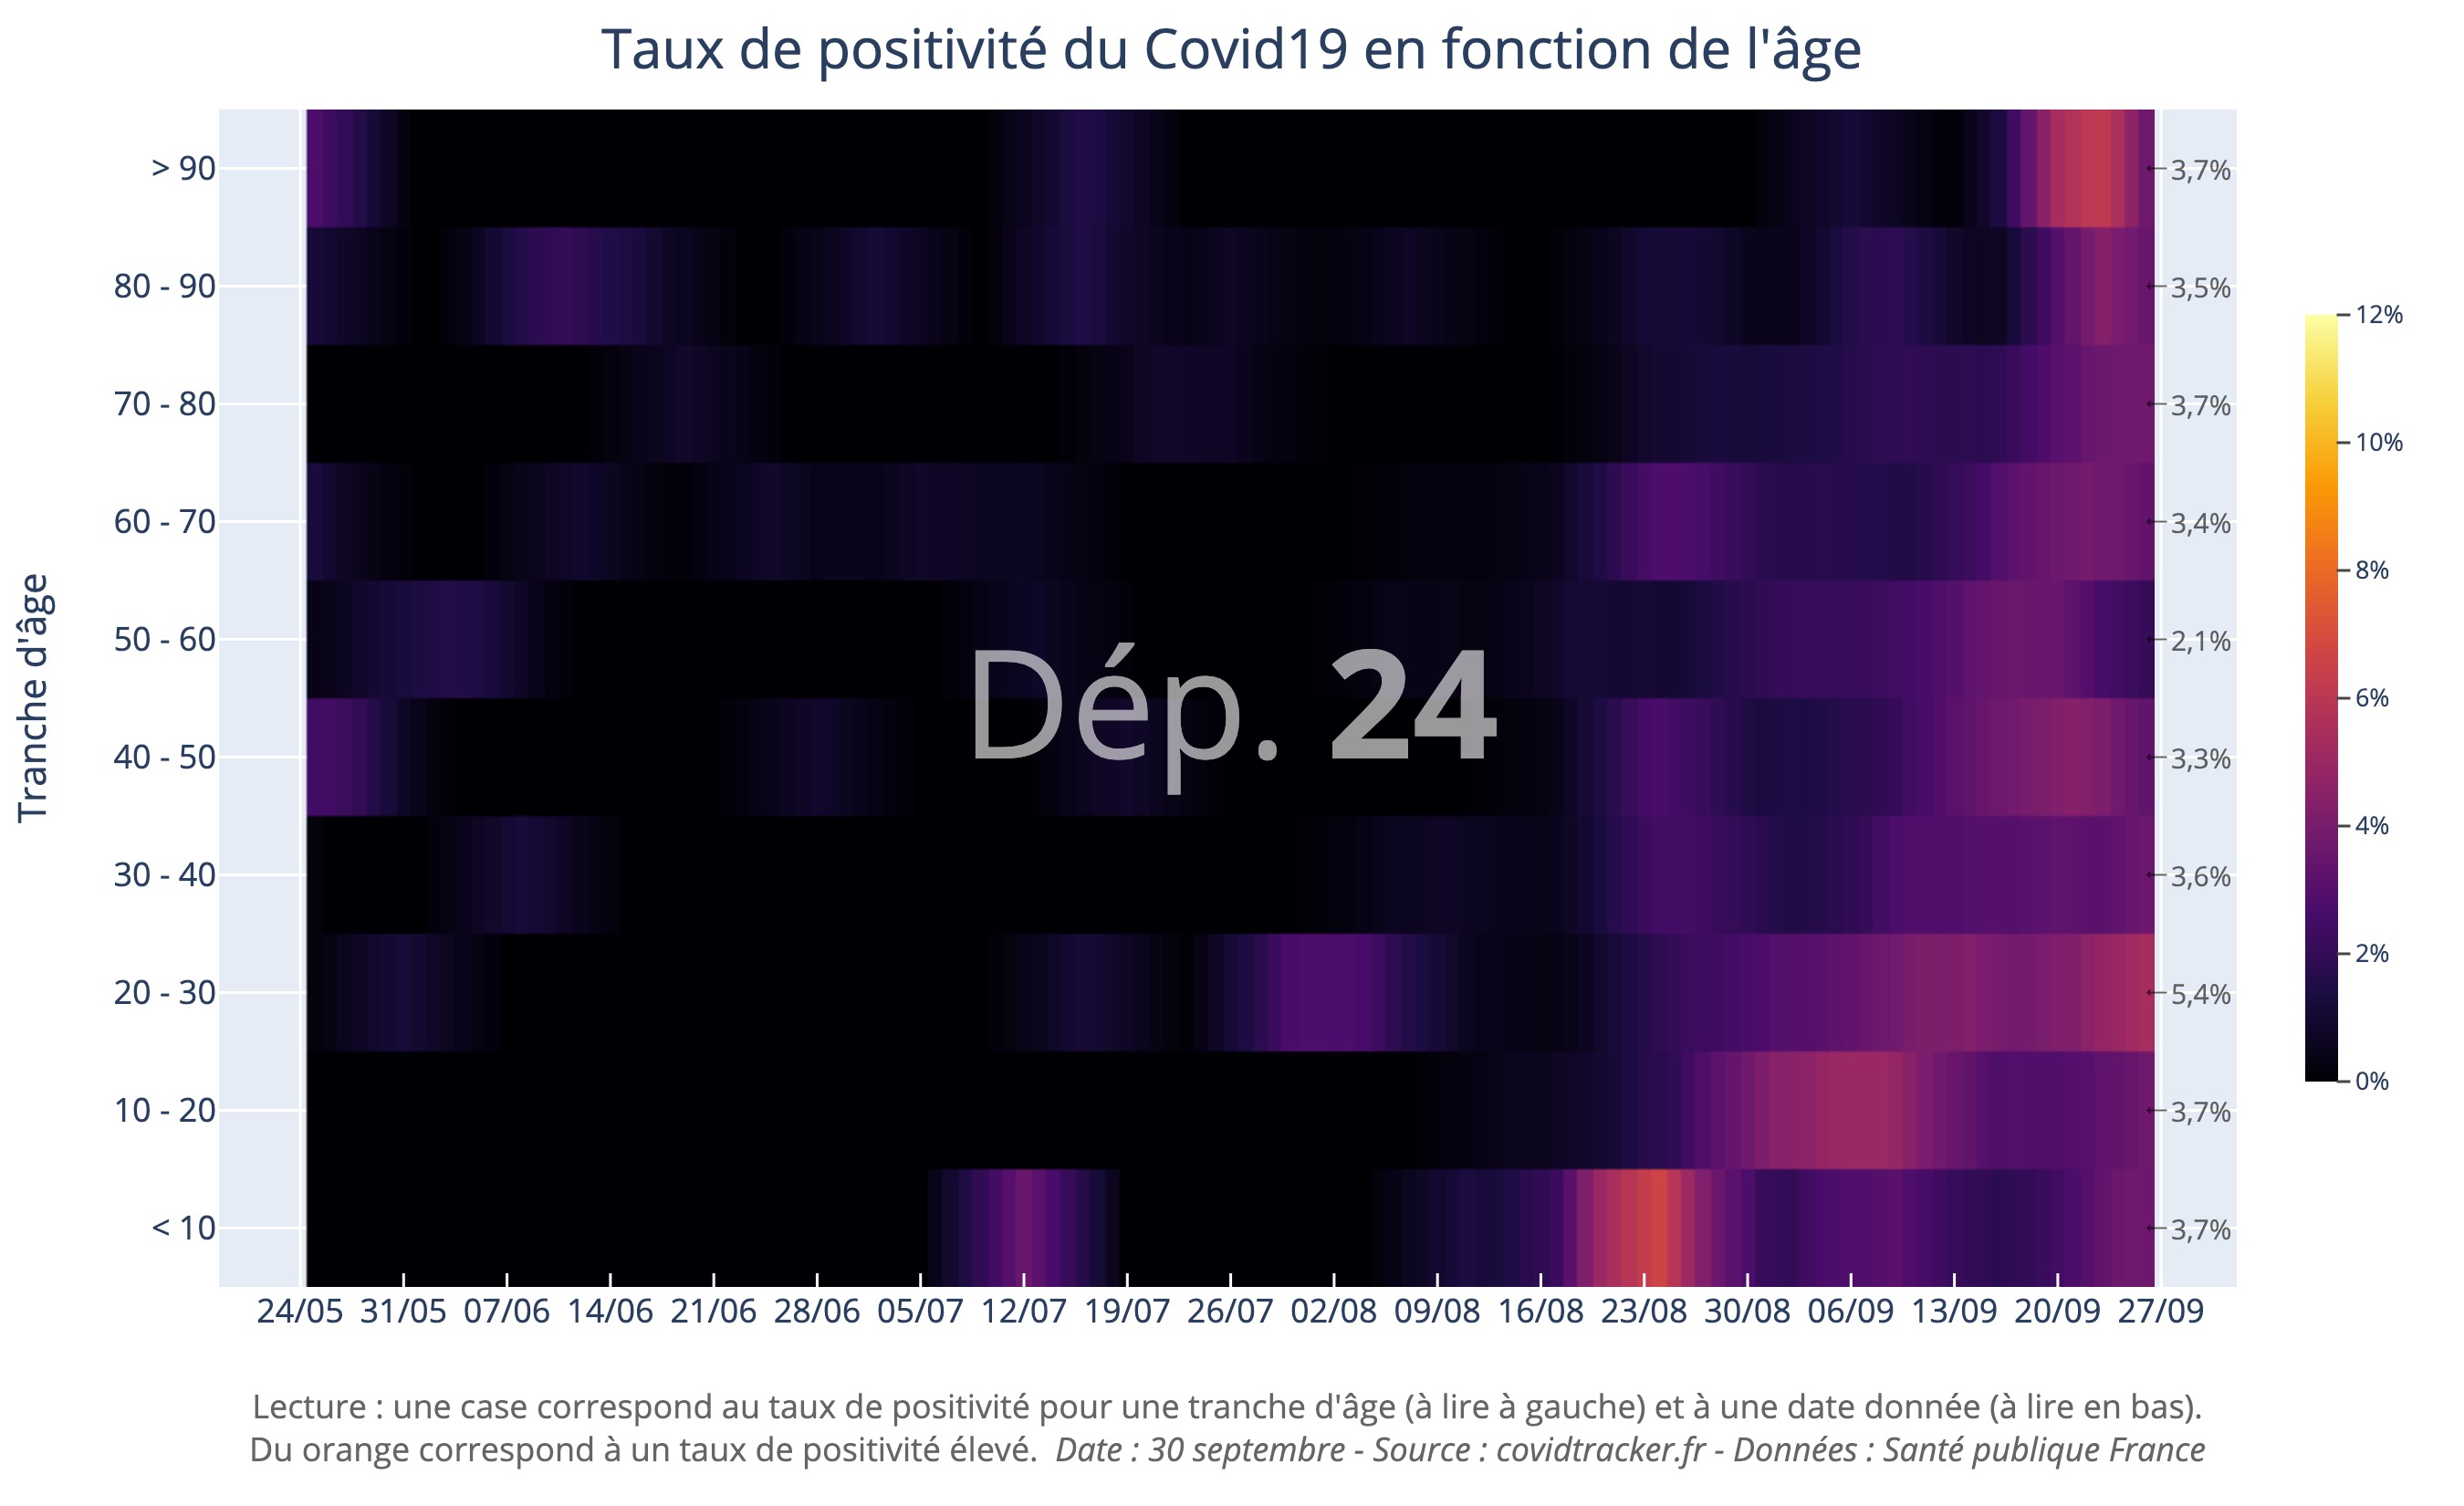 Taux de positivité du Covid19 en fonction de l'âge
Tranche d'âge
> 90
80 - 90
70 - 80
60 - 70
50 - 60
40 - 50
30 - 40
20 - 30
10 - 20
< 10
Dép. 24
3,7%
3,5%
3,7%
3,4%
2,1%
3,3%
3,6%
5,4%
3,7%
3,7%
12%
10%
8%
6%
4%
2%
0%
24/05 31/05 07/06 14/06 21/06 28/06 05/07 12/07 19/07 26/07 02/08 09/08 16/08 23/08 30/08 06/09 13/09 20/09 27/09
Lecture : une case correspond au taux de positivité pour une tranche d'âge (à lire à gauche) et à une date donnée (à lire en bas).
Du orange correspond à un taux de positivité élevé. Date : 30 septembre - Source : covidtracker.fr - Données : Santé publique France